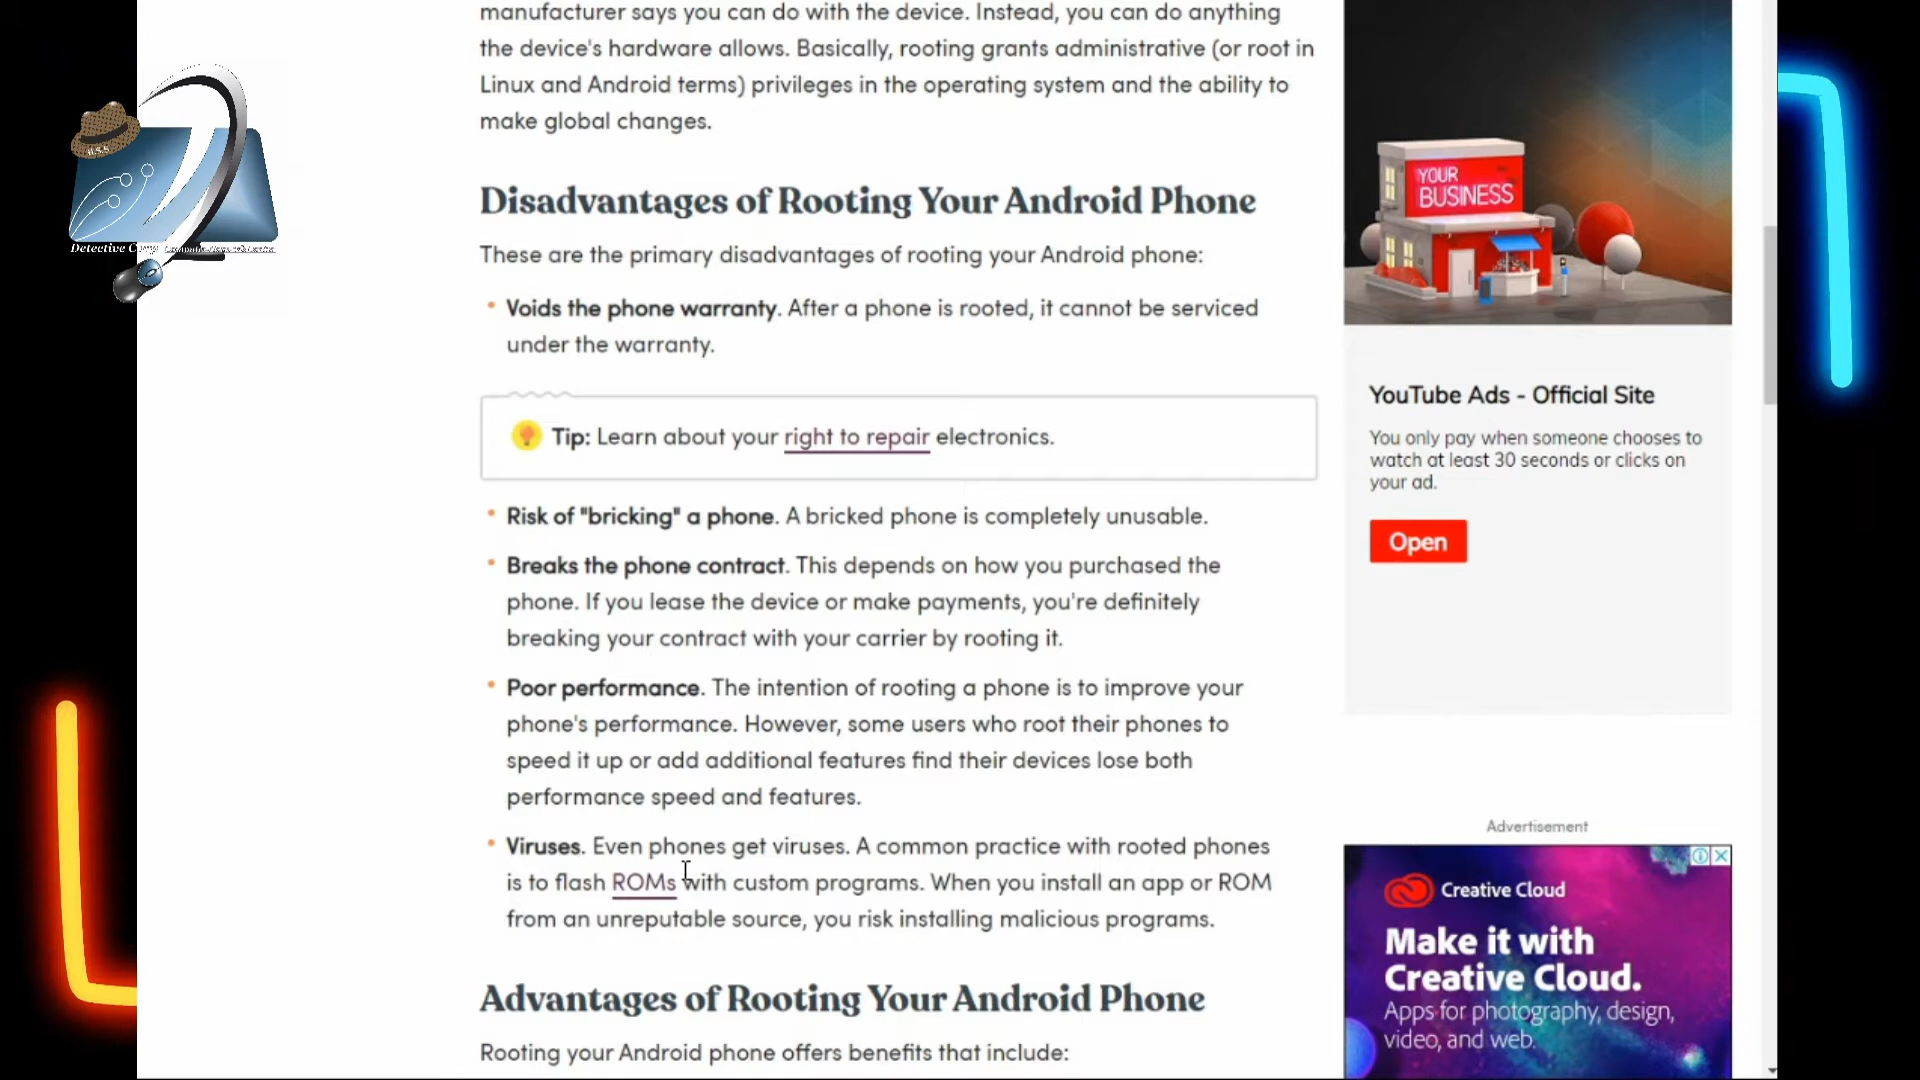 manufacturer says you can do with the device. Instead, you can do anything
the device's hardware allows. Basically, rooting grants administrative (or root in
Linux and Android terms) privileges in the operating system and the ability to
make global changes.
Disadvantages of Rooting Your Android Phone
These are the primary disadvantages of rooting your Android phone:
• Voids the phone warranty. After a phone is rooted, it cannot be serviced
under the warranty.
Tip: Learn about your right to repair electronics.
• Risk of "bricking" a phone. A bricked phone is completely unusable.
• Breaks the phone contract. This depends on how you purchased the
phone. If you lease the device or make payments, you're definitely
breaking your contract with your carrier by rooting it.
• Poor performance. The intention of rooting a phone is to improve your
phone's performance. However, some users who root their phones to
speed it up or add additional features find their devices lose both
performance speed and features.
• Viruses. Even phones get viruses. A common practice with rooted phones
is to flash ROMs with custom programs. When you install an app or ROM
from an unreputable source, you risk installing malicious programs.
Advantages of Rooting Your Android Phone
Rooting your Android phone offers benefits that include:
YOUR
BUSINESS
YouTube Ads - Official Site
You only pay when someone chooses to
watch at least 30 seconds or clicks on
your ad.
Open
Advertisement
Creative Cloud
Make it with
Creative Cloud.
Apps for photography, design,
video, and web.
Detective